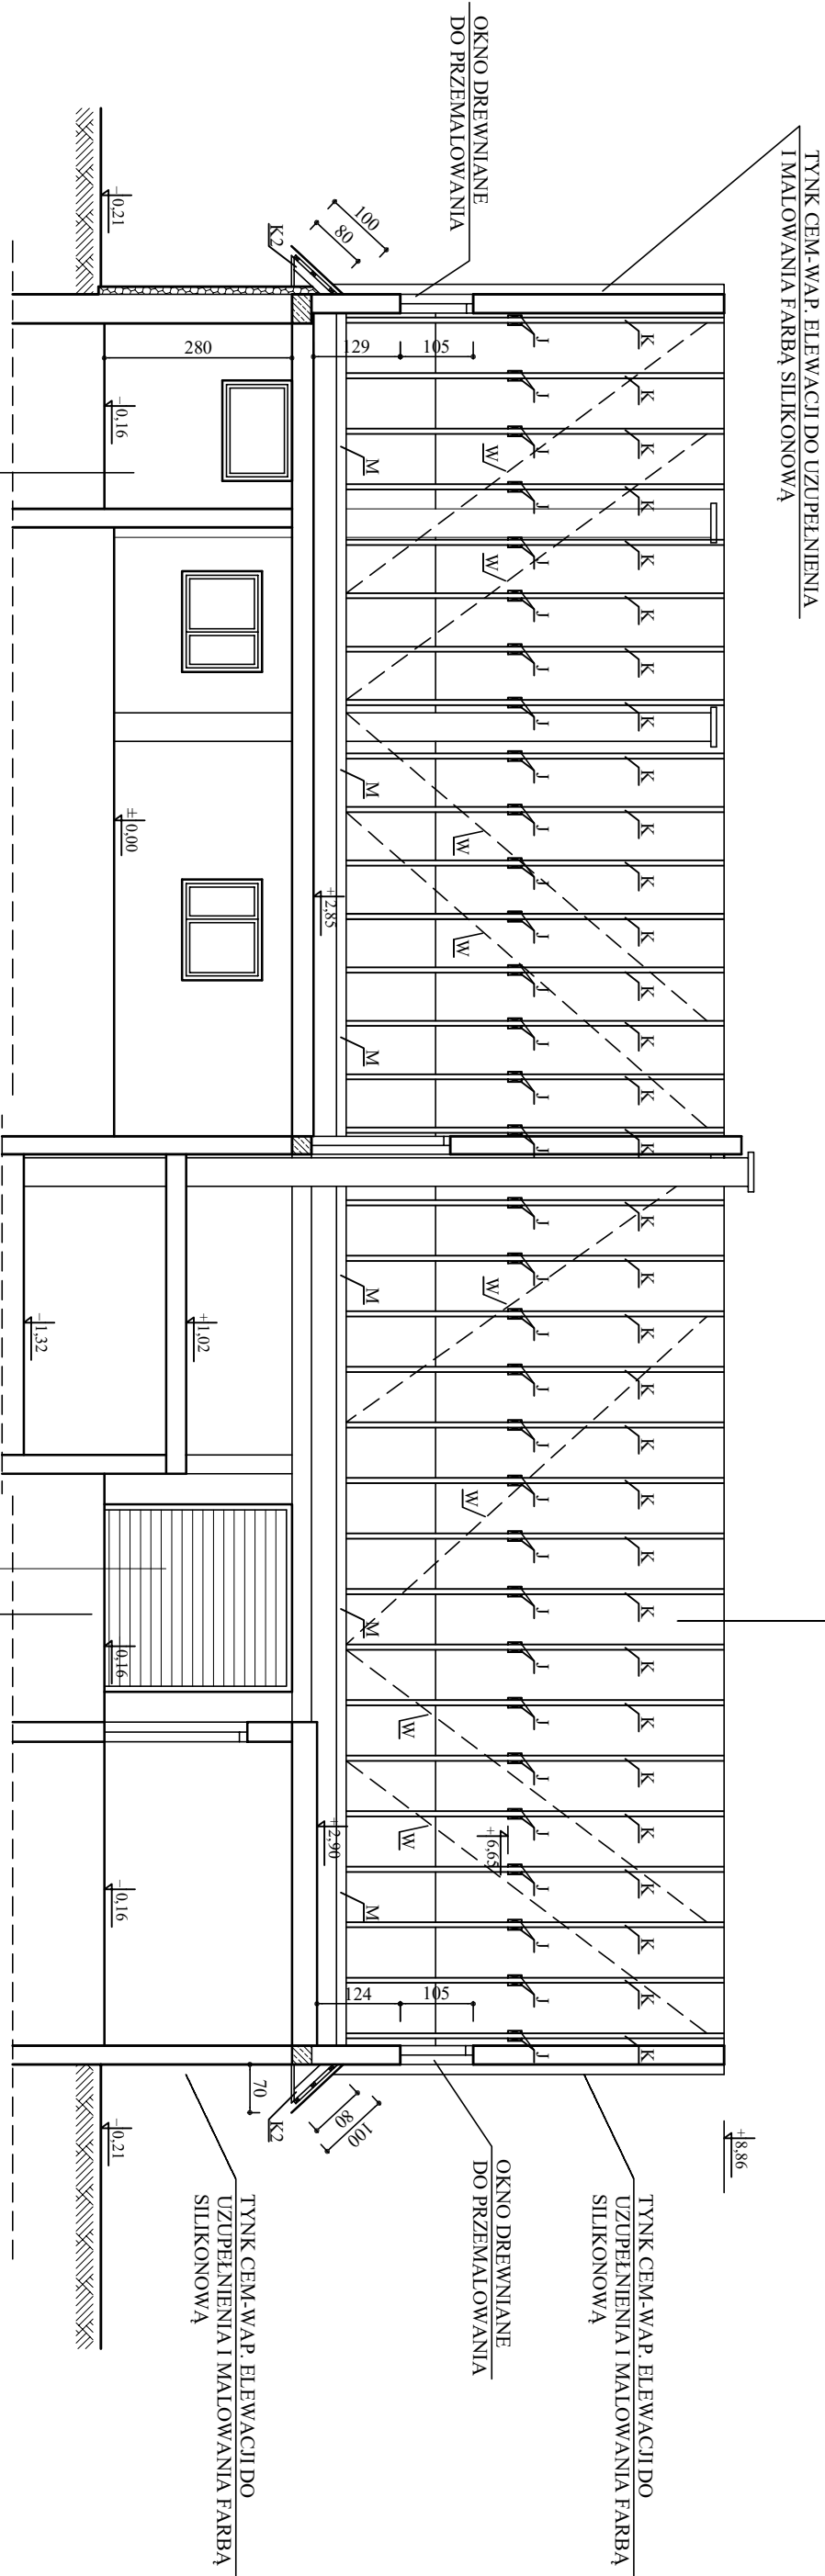 TYNK CEM-WAP. ELEWACJI DO UZUPEŁNIENIA
I MALOWANIA FARBĄ SILIKONOWĄ
+8,86
K K K K K K K K K K K K K K K K K K K K K K K K K K K K K K K K
TYNK CEM-WAP. ELEWACJI DO
UZUPEŁNIENIA I MALOWANIA FARBĄ
SILIKONOWĄ
J J J J J J J J J J J J J J J J J J J J J J J J J J J J J J J J
W W W W W W W W
+6,65
OKNO DREWNIANE
DO PRZEMALOWANIA
OKNO DREWNIANE
DO PRZEMALOWANIA
105
129
105
124
M M M M M M
100
80
K2
100
80
K2
70
+2,85
+2,90
280
TYNK CEM-WAP. ELEWACJI DO
UZUPEŁNIENIA I MALOWANIA FARBĄ
SILIKONOWĄ
+1,02
-0,21
-0,16
±0,00
-1,32
-0,16
-0,16
-0,21